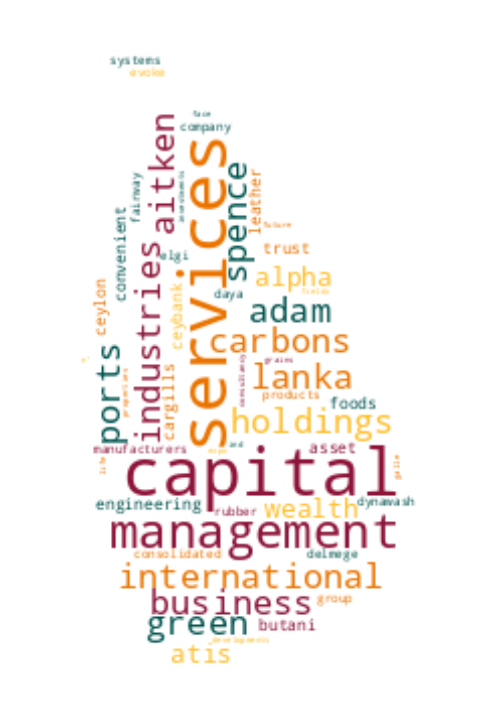 systems
evoke
face
company
aitken
services
spence
leather
future
fairway
convenient
industries
elgi
trust
alpha
daya
ceybank
ceylon
adam
carbons
ports
cargills
lanka
grains
consultancy
products
foods
holdings
and
manufacturers
asset
life
galle
capital
engineering
rubber
wealth
dynawash
management
consolidated
delmege
international
business
group
green
butani
developments
atis